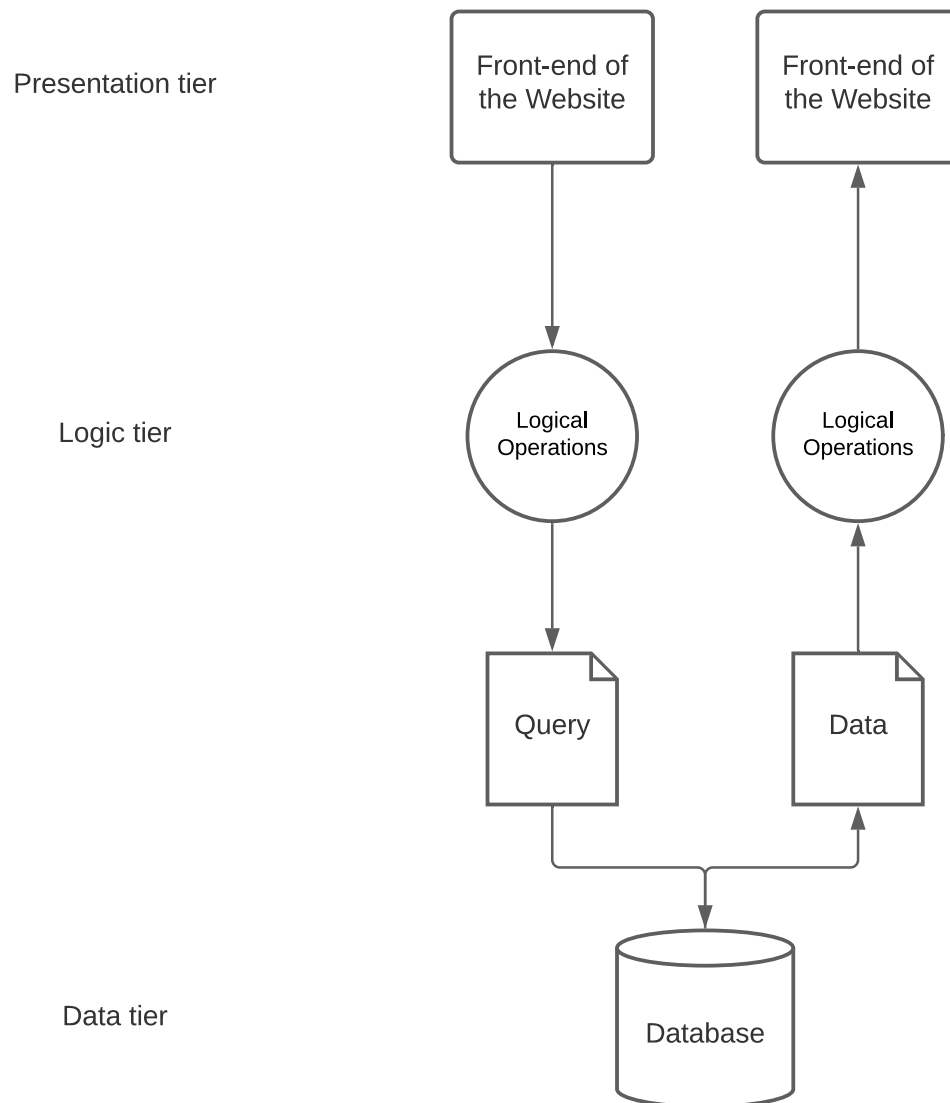 Presentation tier
Front-end of
the Website
Front-end of
the Website
Logic tier
Logical
Operations
Logical
Operations
Query
Data
Data tier
Database